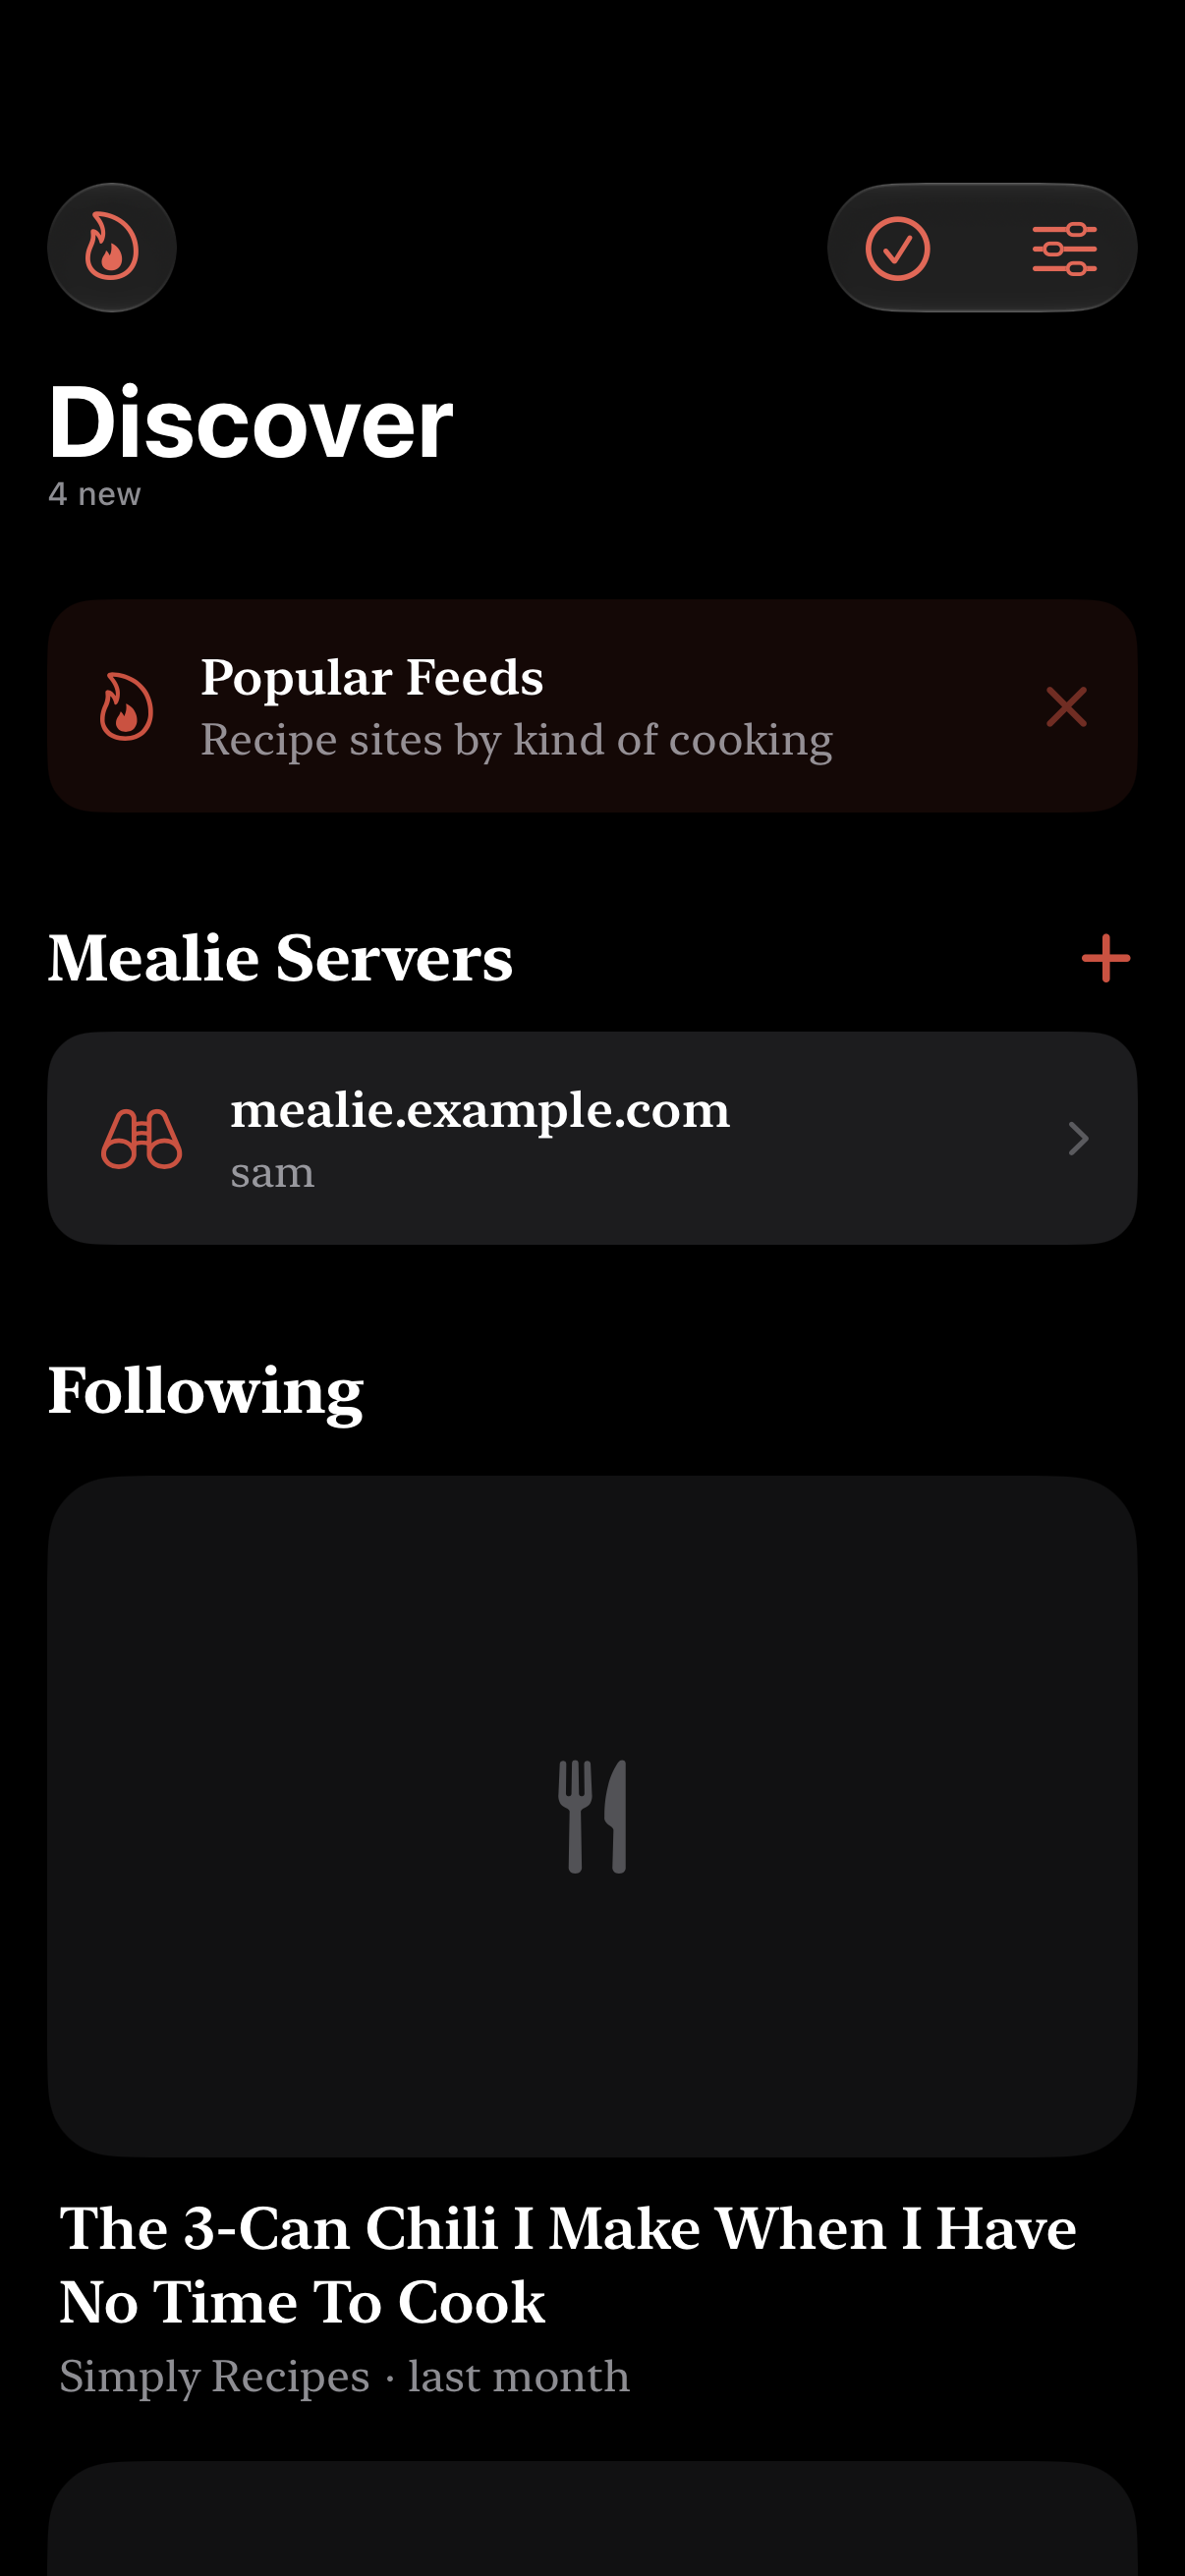 Discover
4 new
Popular Feeds
Recipe sites by kind of cooking
Mealie Servers
mealie.example.com
sam
Following
The 3-Can Chili I Make When I Have
No Time To Cook
Simply Recipes · last month